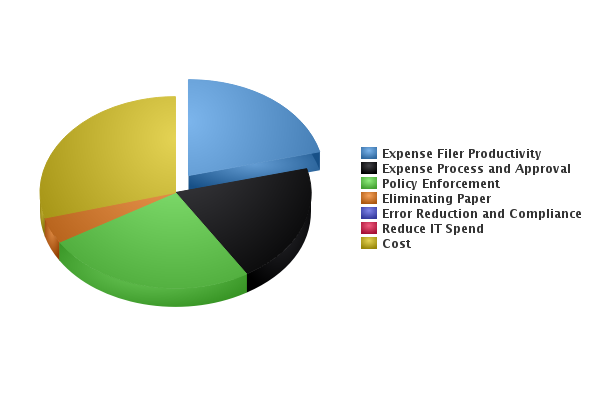 Expense Filer Productivity
Expense Process and Approval
Policy Enforcement
Eliminating Paper
Error Reduction and Compliance
Reduce IT Spend
Cost